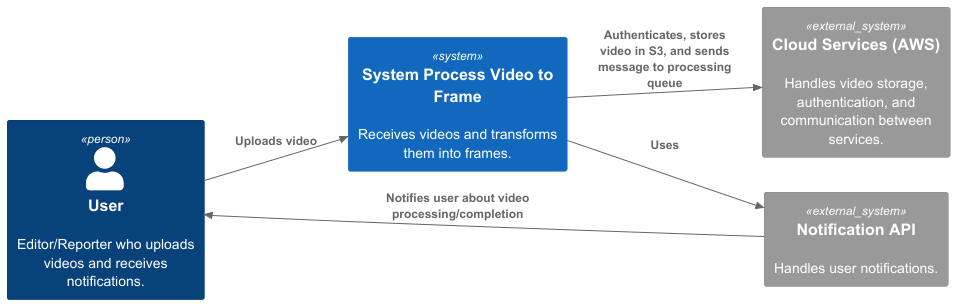 «person»
User
Editor/Reporter who uploads
videos and receives
notifications.
Uploads video
«system»
System Process Video to
Frame
Receives videos and transforms
them into frames.
Authenticates, stores
video in S3, and sends
message to processing
queue
«external_system»
Cloud Services (AWS)
Handles video storage,
authentication, and
communication between
services.
Uses
Notifies user about video
processing/completion
«external_system»
Notification API
Handles user notifications.